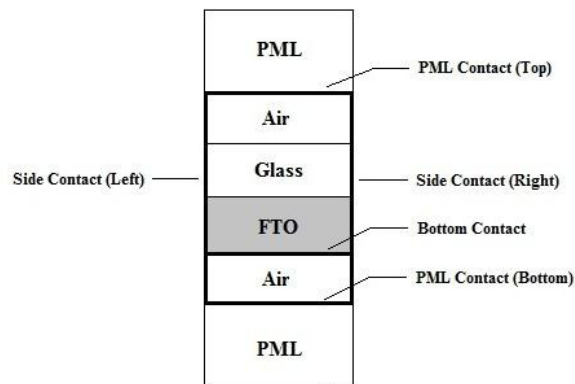 PML
PML Contact (Top)
Air
Side Contact (Left)
Glass
Side Contact (Right)
FTO
Bottom Contact
Air
PML Contact (Bottom)
PML